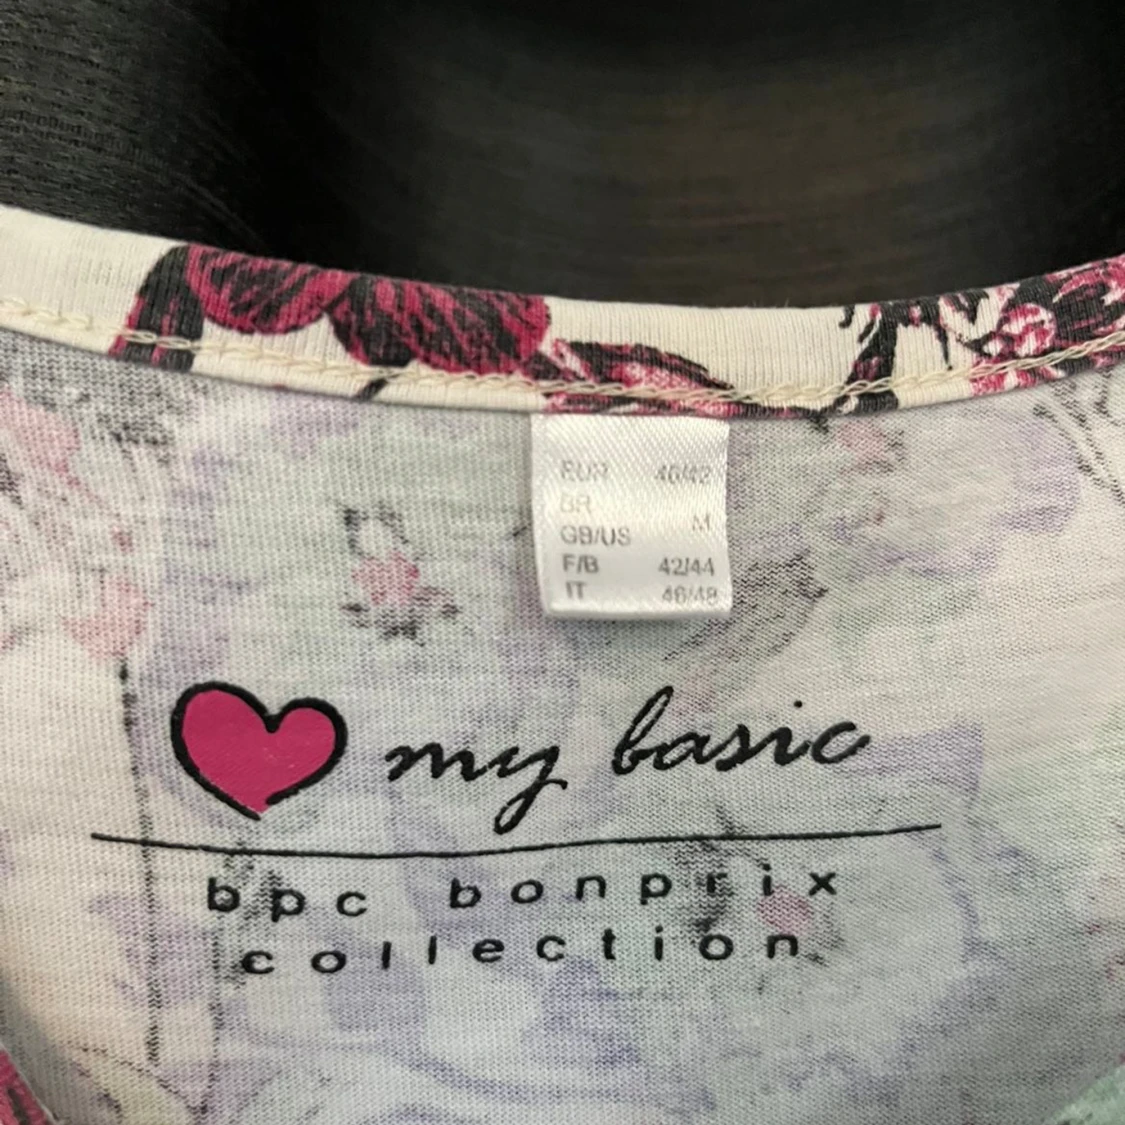 EUR 40/42
BR
GB/US M
F/B 42/44
IT 46/48
my basic
bpc bonprix
collection